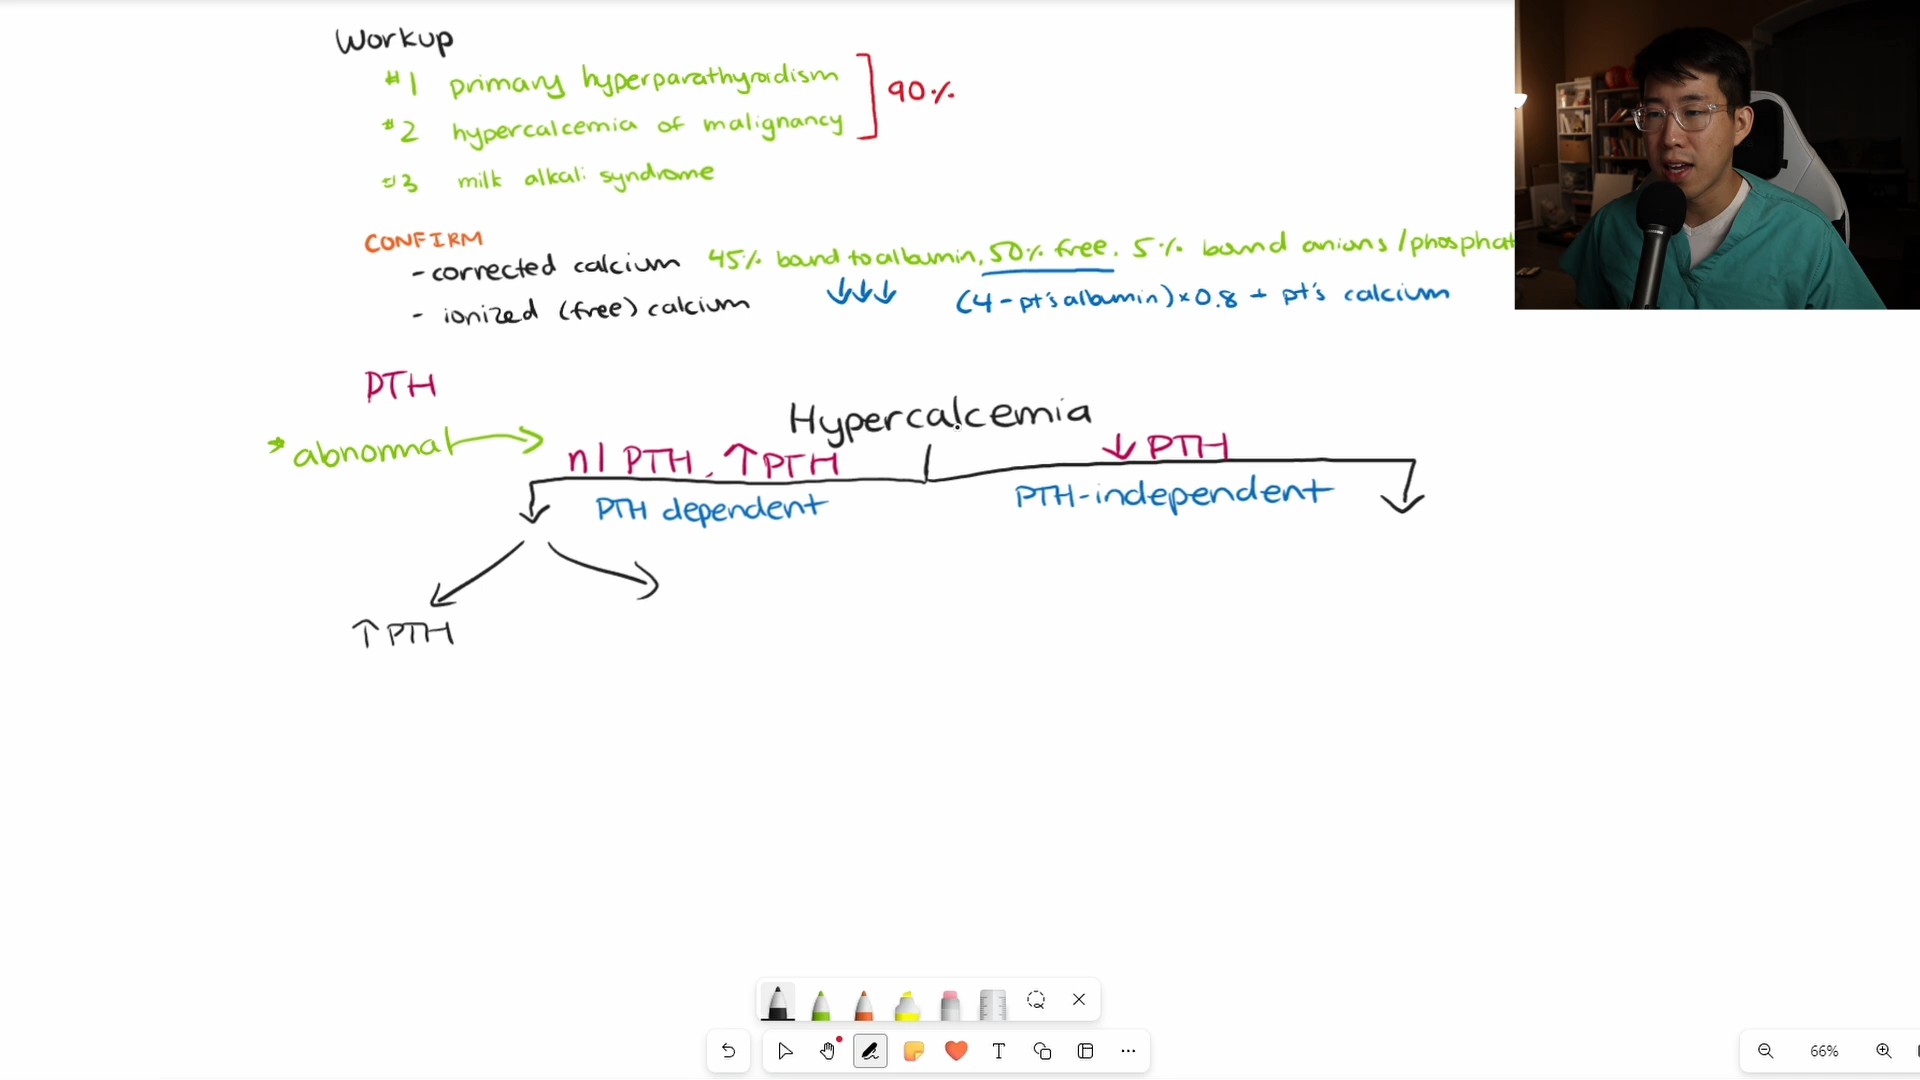 Workup
#1 primary hyperparathyroidism
#2 hypercalcemia of malignancy
] 90%
#3 milk alkali syndrome
CONFIRM
- corrected calcium 45% bound to albumin, 50% free. 5% bound anions/phosphat
↓↓↓ (4 - pt's albumin) × 0.8 + pt's calcium
- ionized (free) calcium
PTH
Hypercalcemia
* abnormal → nl PTH, ↑PTH
↓ PTH
PTH dependent
PTH-independent
↑ PTH
T
66%